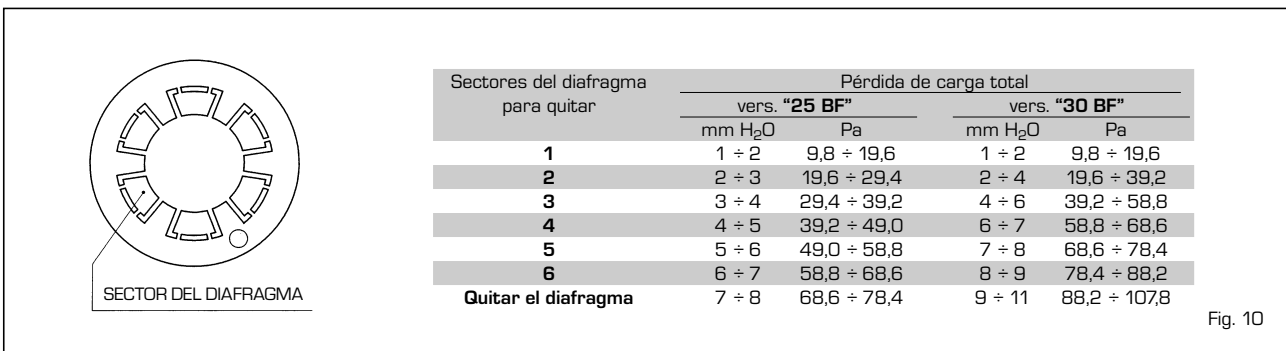 SECTOR DEL DIAFRAGMA
Sectores del diafragma Pérdida de carga total
para quitar vers. “25 BF” vers. “30 BF”
mm H₂O Pa mm H₂O Pa
1 1 ÷ 2 9,8 ÷ 19,6 1 ÷ 2 9,8 ÷ 19,6
2 2 ÷ 3 19,6 ÷ 29,4 2 ÷ 4 19,6 ÷ 39,2
3 3 ÷ 4 29,4 ÷ 39,2 4 ÷ 6 39,2 ÷ 58,8
4 4 ÷ 5 39,2 ÷ 49,0 6 ÷ 7 58,8 ÷ 68,6
5 5 ÷ 6 49,0 ÷ 58,8 7 ÷ 8 68,6 ÷ 78,4
6 6 ÷ 7 58,8 ÷ 68,6 8 ÷ 9 78,4 ÷ 88,2
Quitar el diafragma 7 ÷ 8 68,6 ÷ 78,4 9 ÷ 11 88,2 ÷ 107,8
Fig. 10